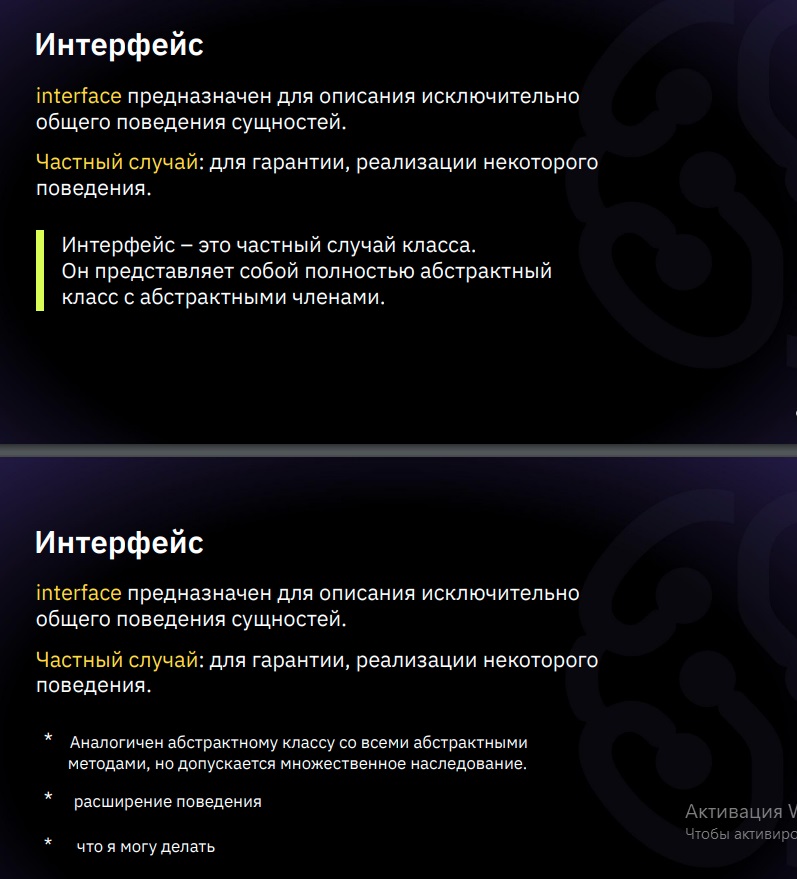 Интерфейс
interface предназначен для описания исключительно
общего поведения сущностей.
Частный случай: для гарантии, реализации некоторого
поведения.
Интерфейс – это частный случай класса.
Он представляет собой полностью абстрактный
класс с абстрактными членами.
Интерфейс
interface предназначен для описания исключительно
общего поведения сущностей.
Частный случай: для гарантии, реализации некоторого
поведения.
* Аналогичен абстрактному классу со всеми абстрактными
методами, но допускается множественное наследование.
* расширение поведения
* что я могу делать
Активация
Чтобы